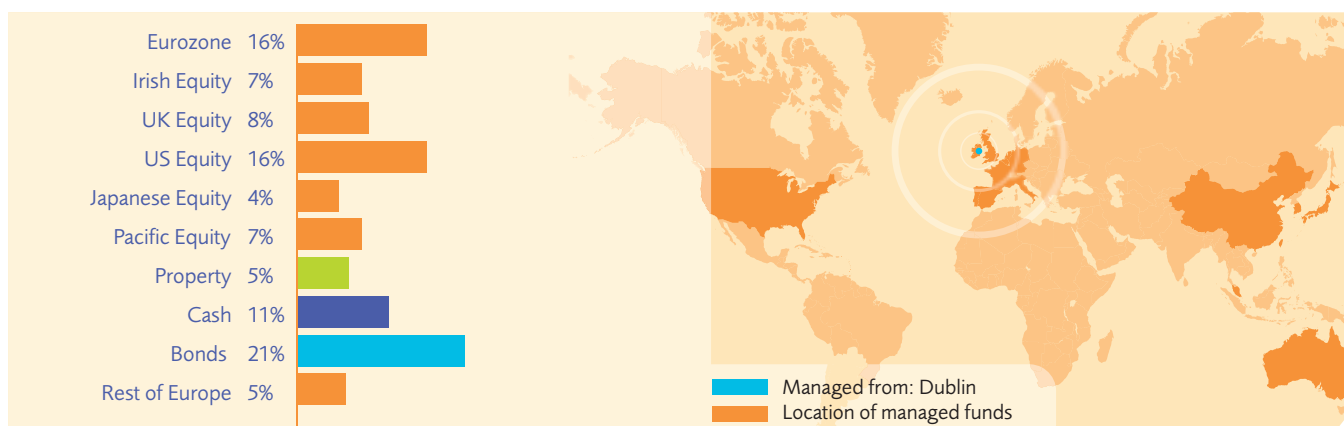 Eurozone 16%
Irish Equity 7%
UK Equity 8%
US Equity 16%
Japanese Equity 4%
Pacific Equity 7%
Property 5%
Cash 11%
Bonds 21%
Rest of Europe 5%
Managed from: Dublin
Location of managed funds